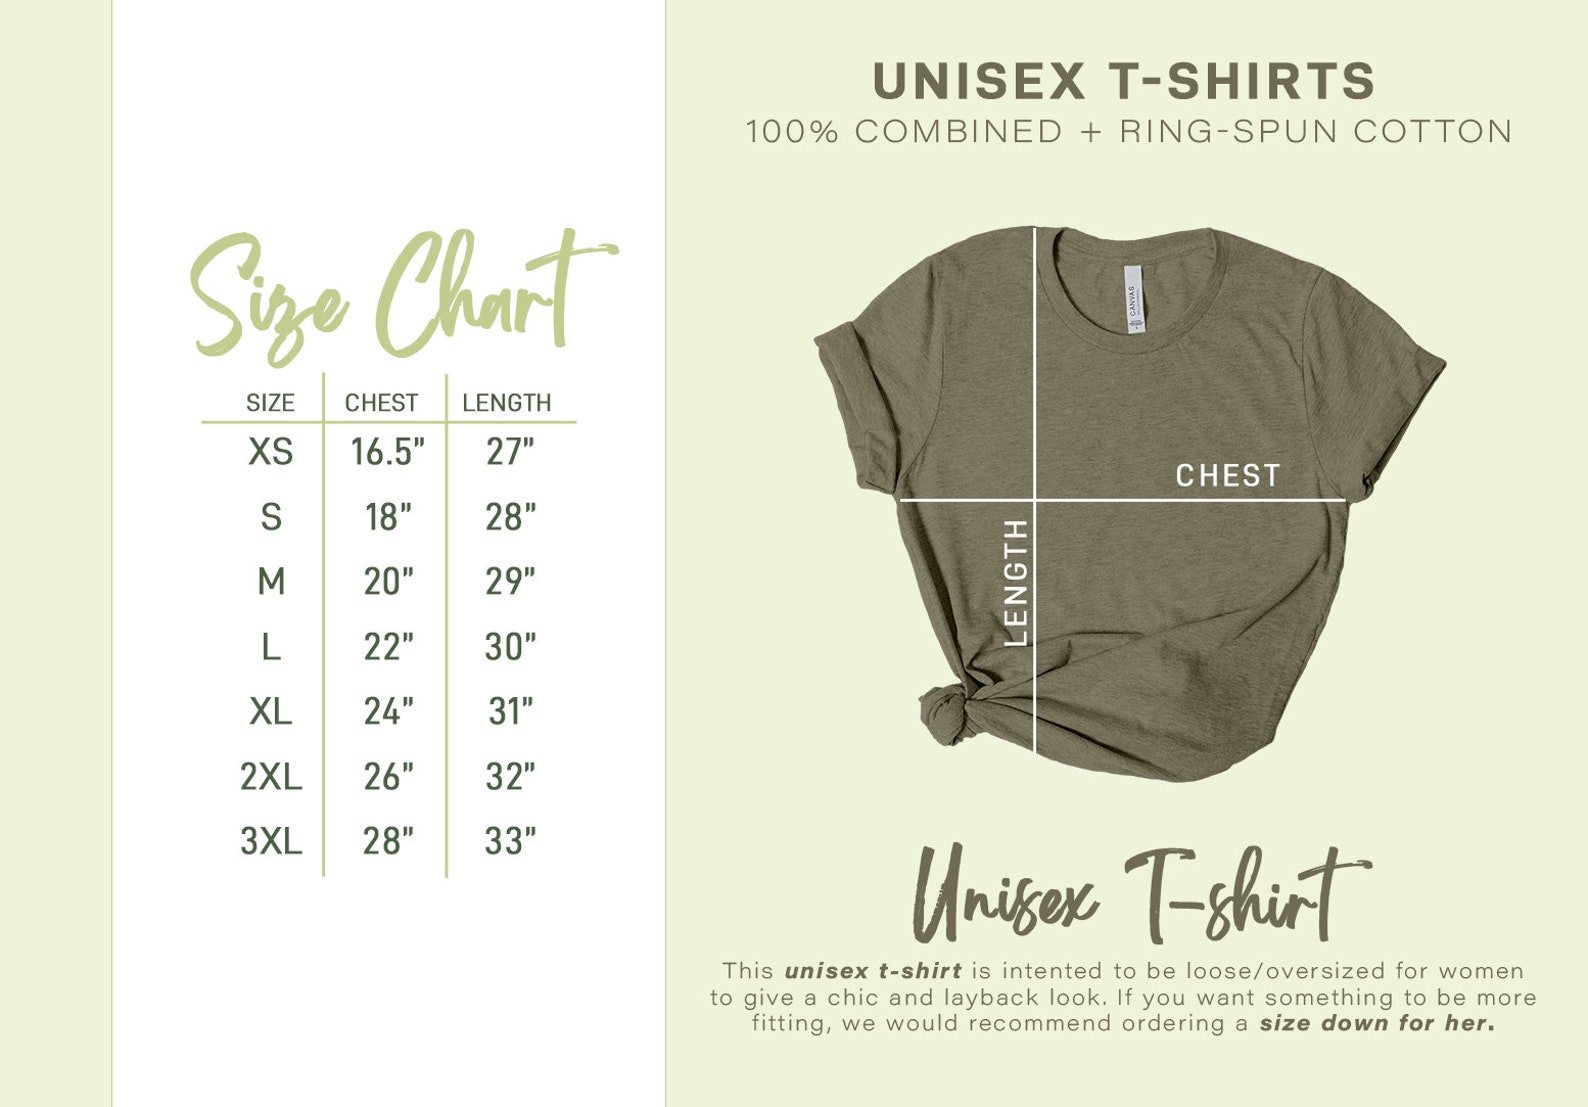 Size Chart
SIZE CHEST LENGTH
XS 16.5” 27”
S 18” 28”
M 20” 29”
L 22” 30”
XL 24” 31”
2XL 26” 32”
3XL 28” 33”
UNISEX T-SHIRTS
100% COMBINED + RING-SPUN COTTON
CANVAS
CHEST
LENGTH
Unisex T-shirt
This unisex t-shirt is intented to be loose/oversized for women
to give a chic and layback look. If you want something to be more
fitting, we would recommend ordering a size down for her.